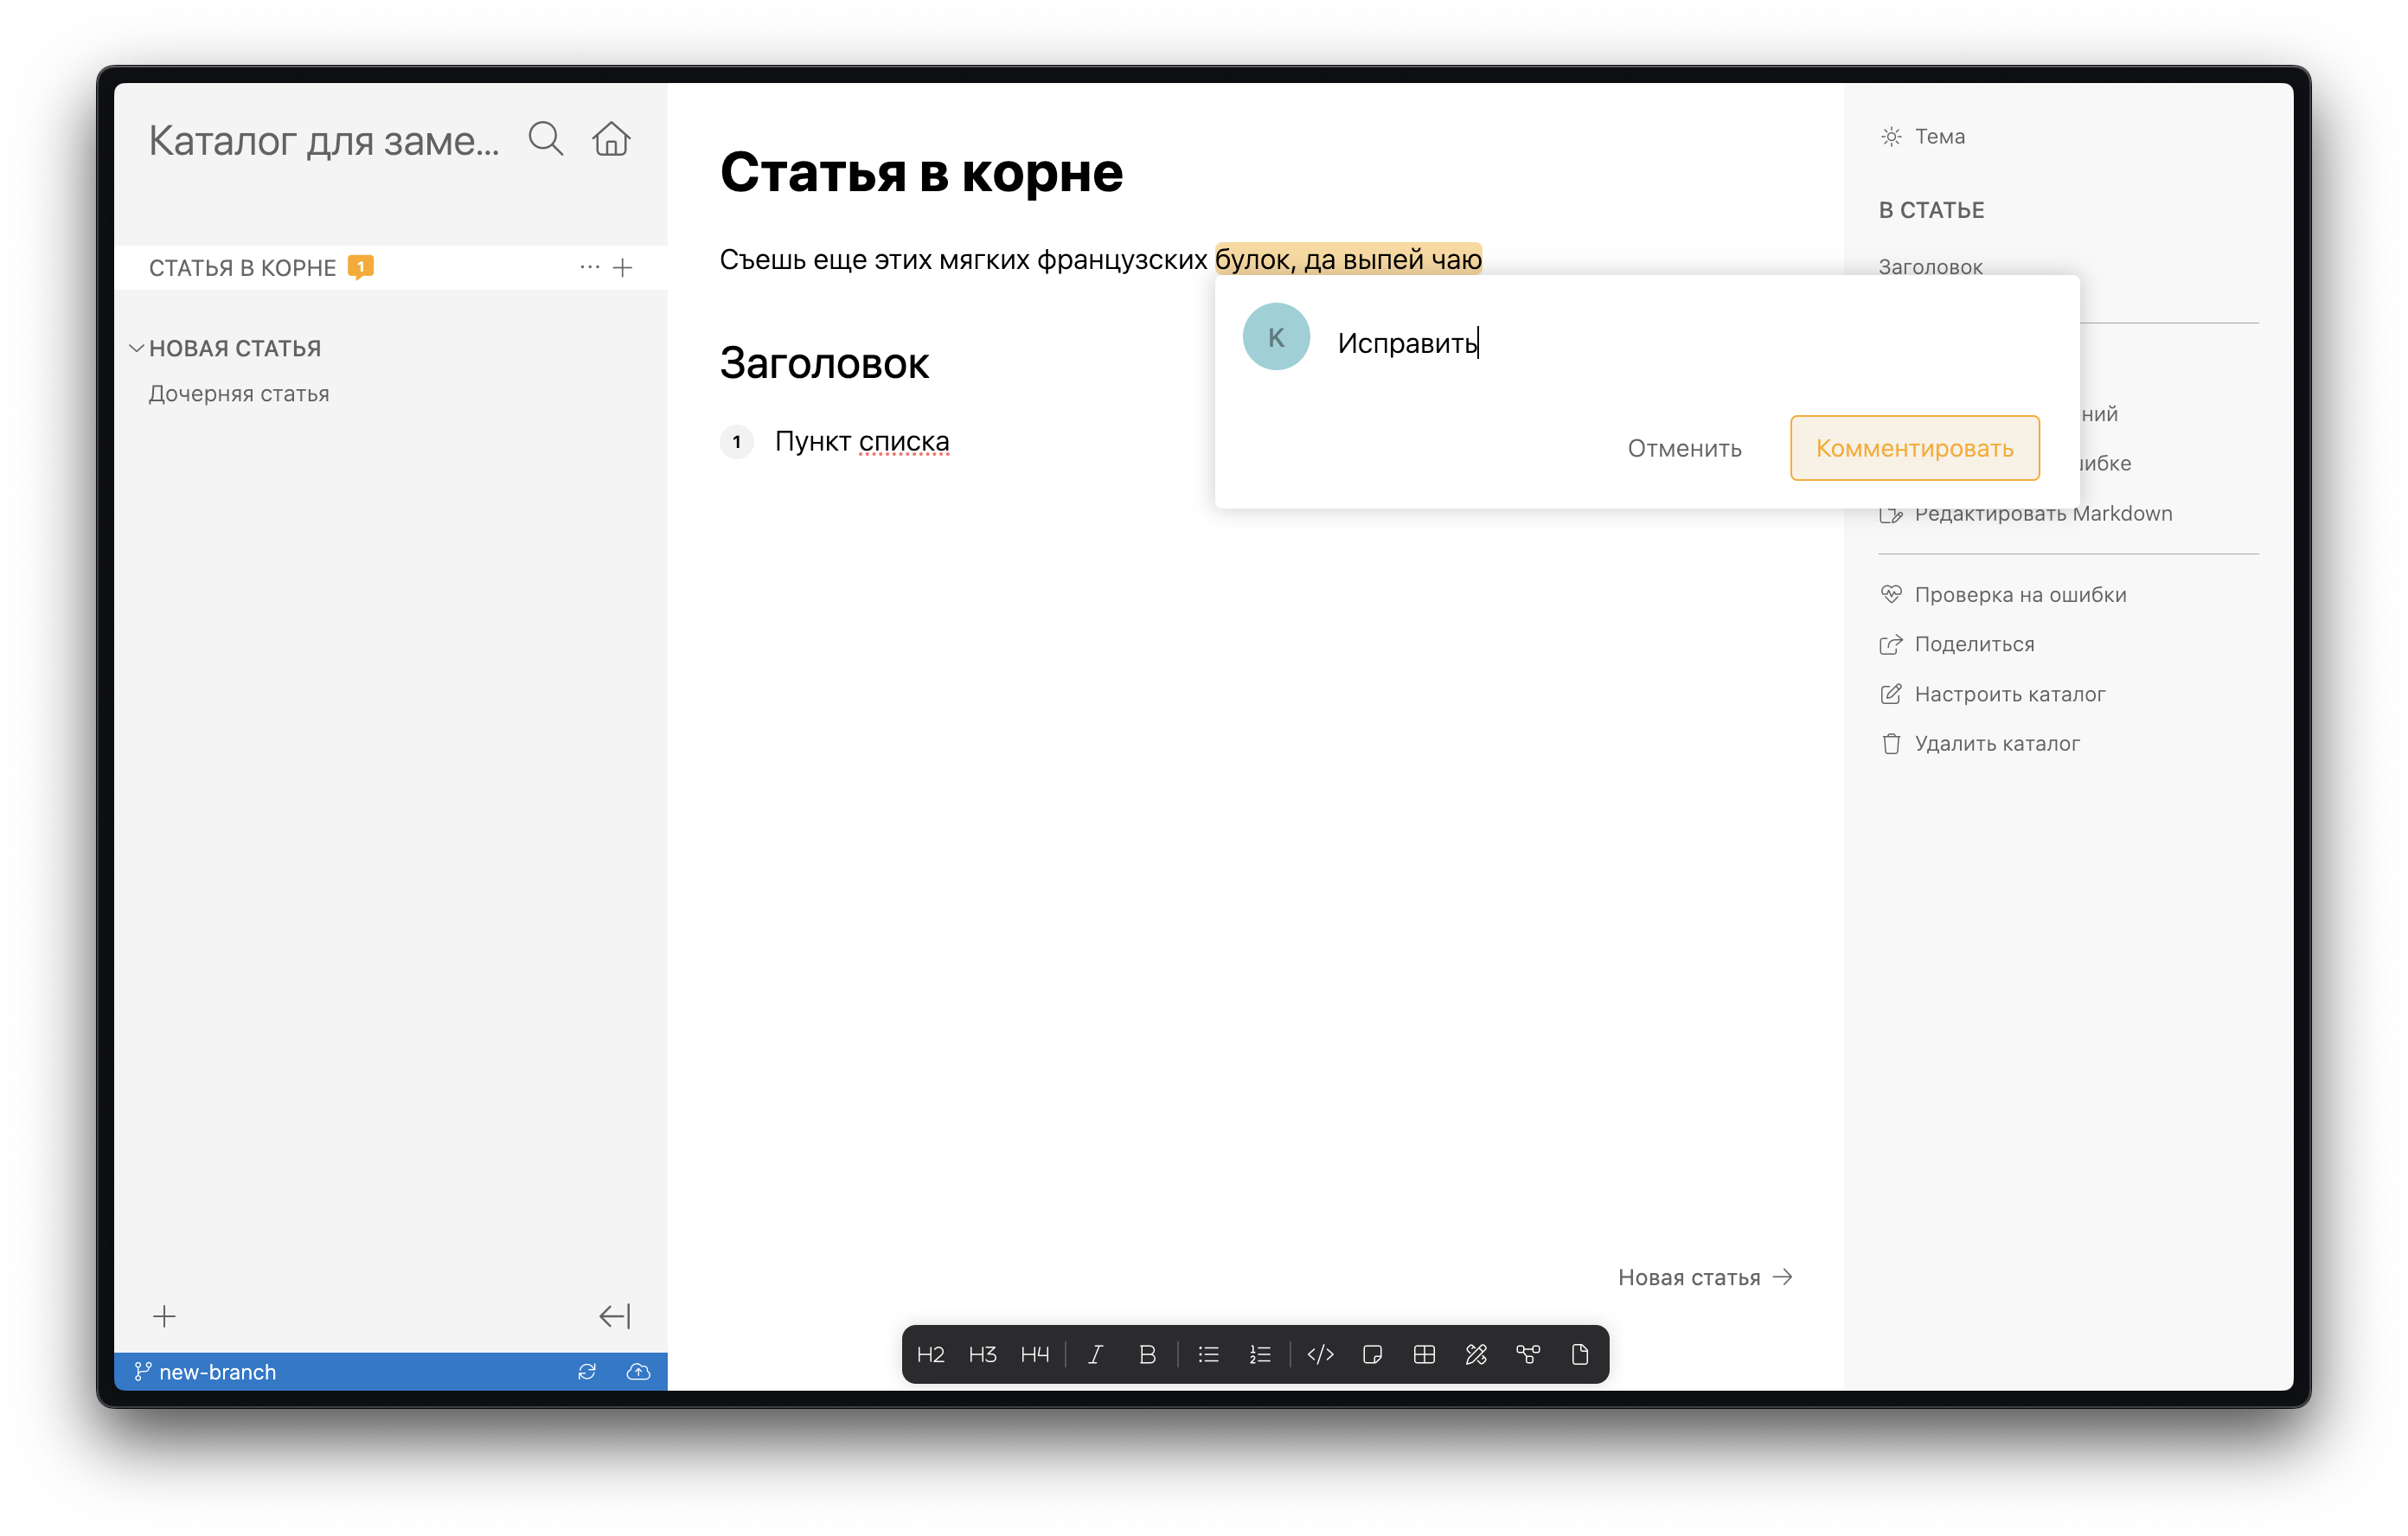 Каталог для заме...
СТАТЬЯ В КОРНЕ 1
НОВАЯ СТАТЬЯ
Дочерняя статья
new-branch
Статья в корне
Съешь еще этих мягких французских булок, да выпей чаю
K
Исправить
Отменить
Комментировать
Заголовок
1 Пункт списка
Новая статья
H2 H3 H4 I B
Тема
В СТАТЬЕ
Заголовок
ний
ибке
Редактировать Markdown
Проверка на ошибки
Поделиться
Настроить каталог
Удалить каталог